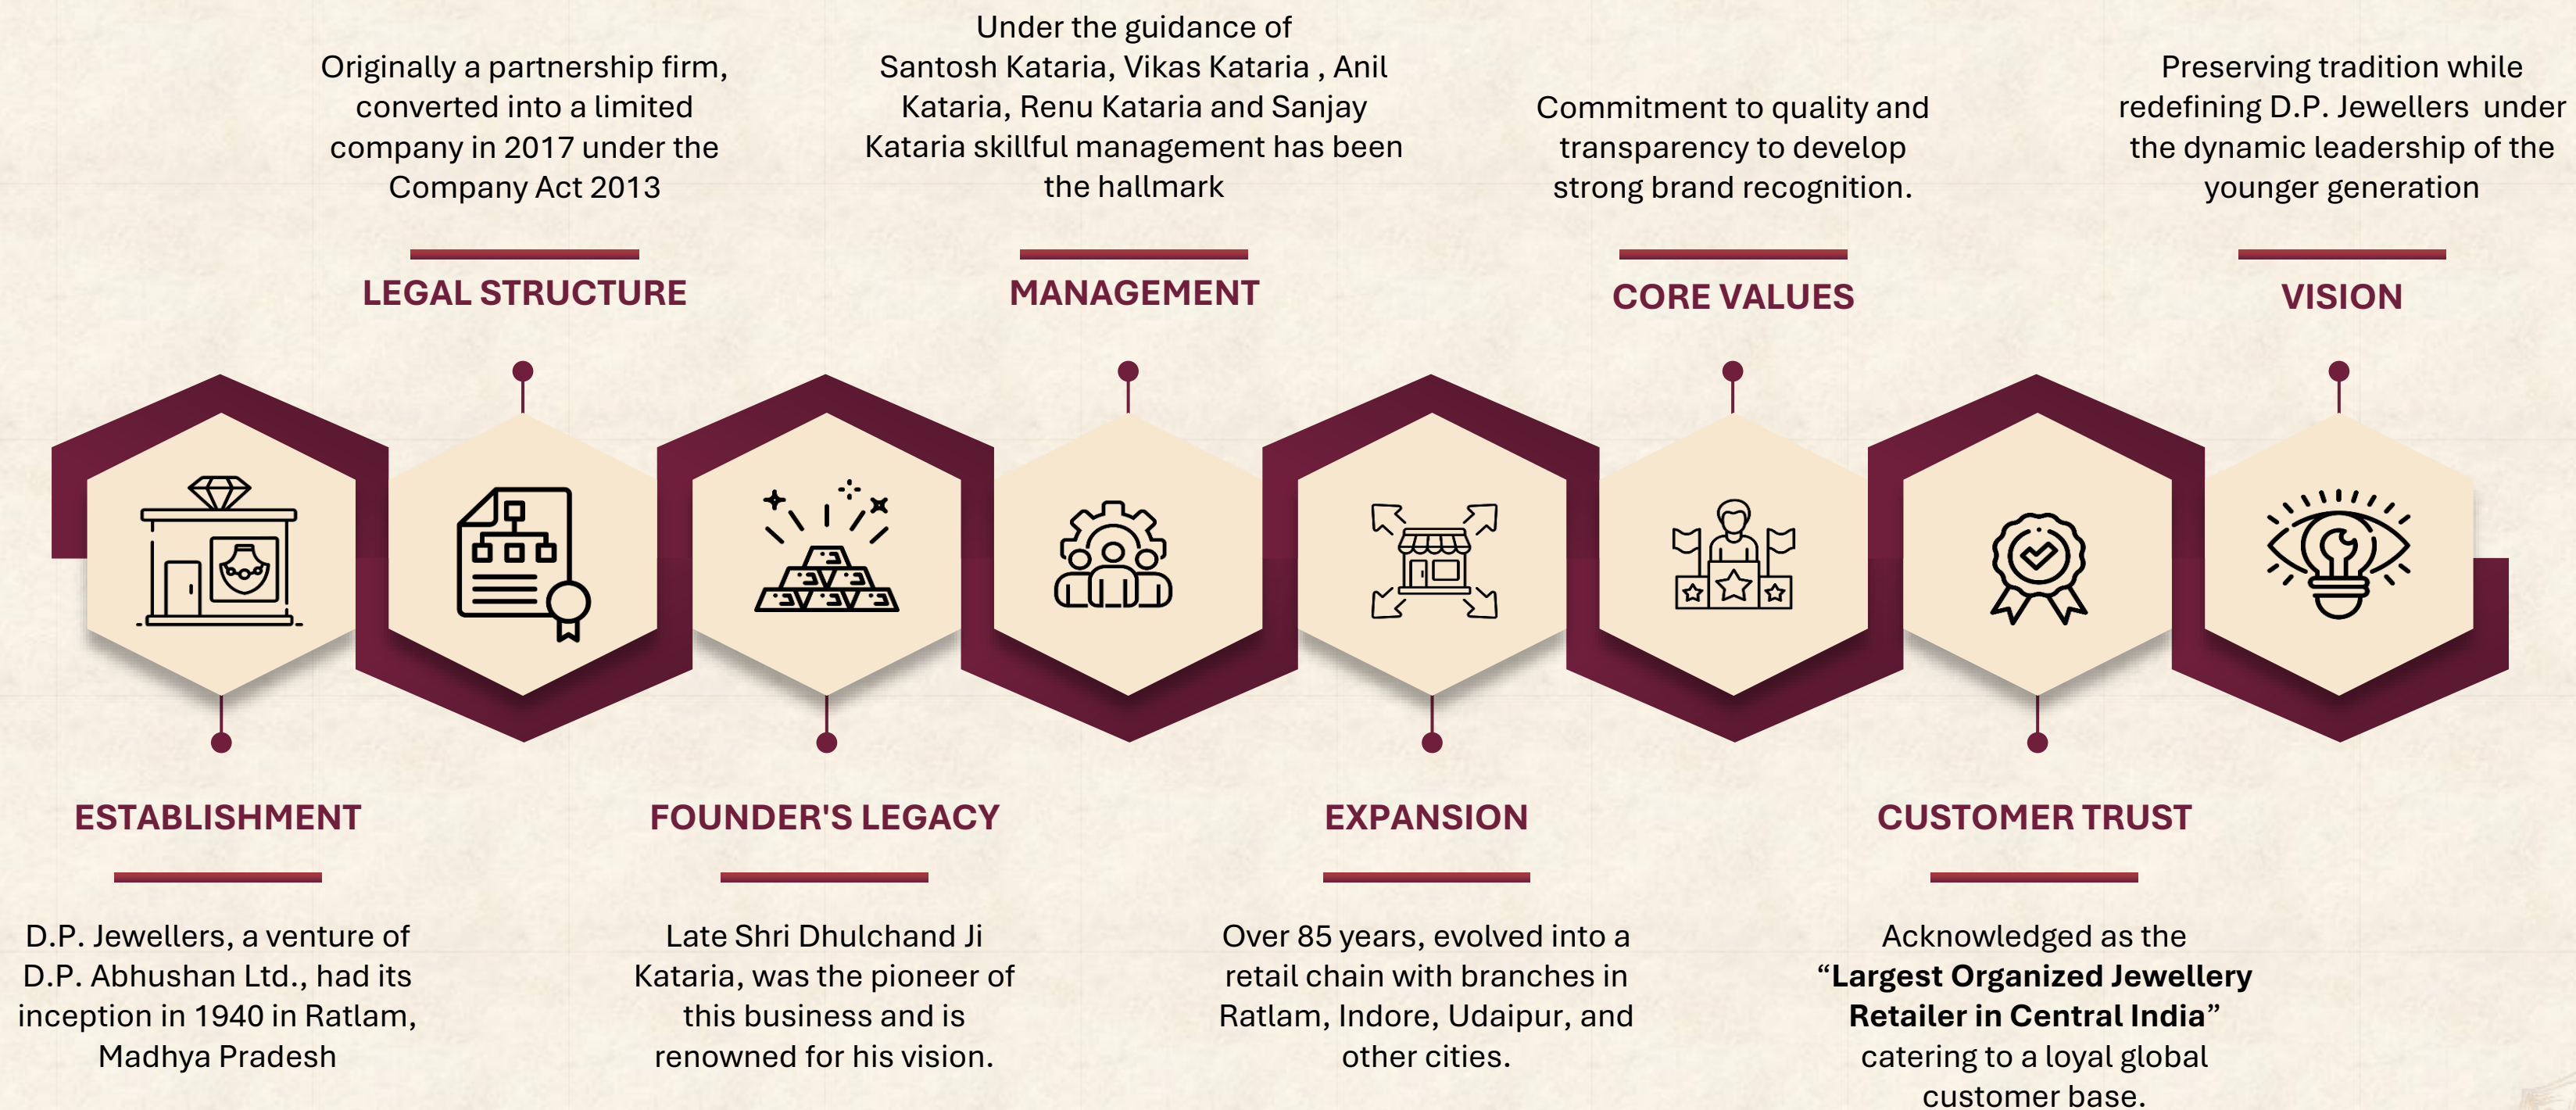 Originally a partnership firm,
converted into a limited
company in 2017 under the
Company Act 2013
LEGAL STRUCTURE
Under the guidance of
Santosh Kataria, Vikas Kataria , Anil
Kataria, Renu Kataria and Sanjay
Kataria skillful management has been
the hallmark
MANAGEMENT
Commitment to quality and
transparency to develop
strong brand recognition.
CORE VALUES
Preserving tradition while
redefining D.P. Jewellers  under
the dynamic leadership of the
younger generation
VISION
ESTABLISHMENT
D.P. Jewellers, a venture of
D.P. Abhushan Ltd., had its
inception in 1940 in Ratlam,
Madhya Pradesh
FOUNDER'S LEGACY
Late Shri Dhulchand Ji
Kataria, was the pioneer of
this business and is
renowned for his vision.
EXPANSION
Over 85 years, evolved into a
retail chain with branches in
Ratlam, Indore, Udaipur, and
other cities.
CUSTOMER TRUST
Acknowledged as the
“Largest Organized Jewellery
Retailer in Central India”
catering to a loyal global
customer base.